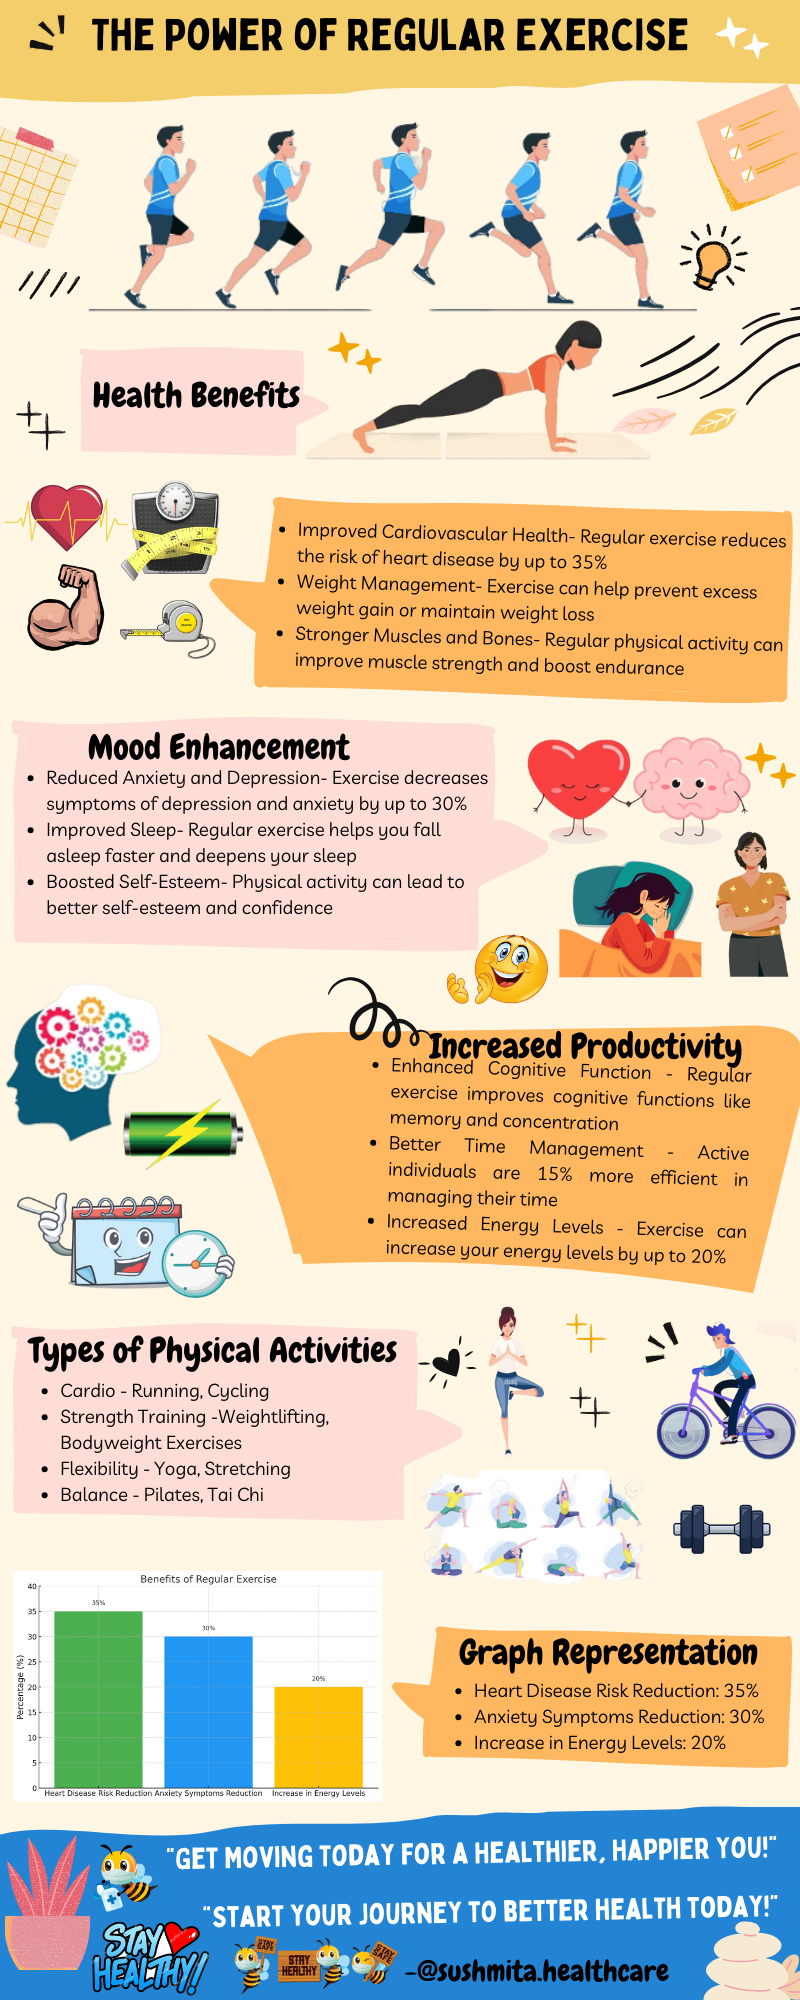 THE POWER OF REGULAR EXERCISE
Health Benefits
• Improved Cardiovascular Health- Regular exercise reduces
the risk of heart disease by up to 35%
• Weight Management- Exercise can help prevent excess
weight gain or maintain weight loss
• Stronger Muscles and Bones- Regular physical activity can
improve muscle strength and boost endurance
Mood Enhancement
• Reduced Anxiety and Depression- Exercise decreases
symptoms of depression and anxiety by up to 30%
• Improved Sleep- Regular exercise helps you fall
asleep faster and deepens your sleep
• Boosted Self-Esteem- Physical activity can lead to
better self-esteem and confidence
Increased Productivity
• Enhanced Cognitive Function - Regular
exercise improves cognitive functions like
memory and concentration
• Better Time Management - Active
individuals are 15% more efficient in
managing their time
• Increased Energy Levels - Exercise can
increase your energy levels by up to 20%
Types of Physical Activities
• Cardio - Running, Cycling
• Strength Training -Weightlifting,
Bodyweight Exercises
• Flexibility - Yoga, Stretching
• Balance - Pilates, Tai Chi
Benefits of Regular Exercise
Percentage (%)
40
35
30
25
20
15
10
5
0
35%
30%
20%
Heart Disease Risk Reduction Anxiety Symptoms Reduction Increase in Energy Levels
Graph Representation
• Heart Disease Risk Reduction: 35%
• Anxiety Symptoms Reduction: 30%
• Increase in Energy Levels: 20%
"GET MOVING TODAY FOR A HEALTHIER, HAPPIER YOU!"
"START YOUR JOURNEY TO BETTER HEALTH TODAY!"
STAY
HEALTHY!
STAY
SAFE
STAY
HEALTHY
STAY
SAFE
-@sushmita.healthcare